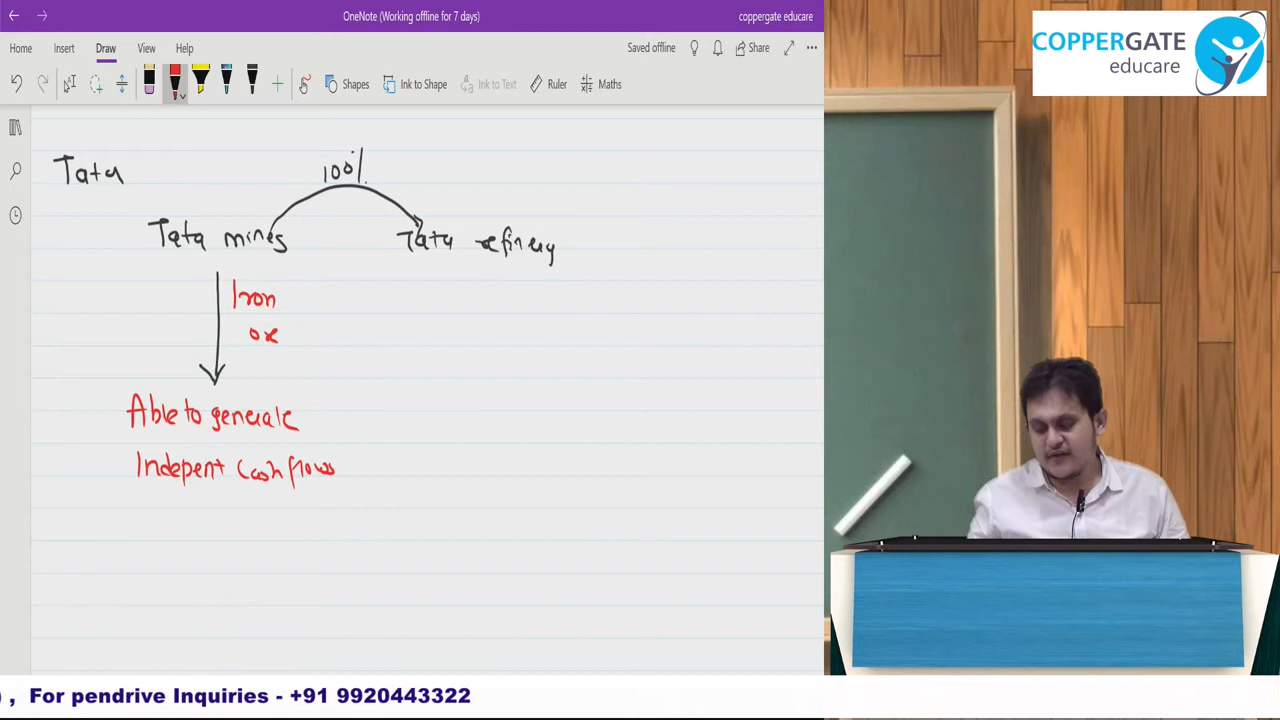 OneNote (Working offline for 7 days)
coppergate educare
Home Insert Draw View Help
Saved offline
Share
Shapes
Ink to Shape
Ink to Text
Ruler
Maths
COPPERGATE
educare
Tata
100%
Tata mines
Tata refinery
Iron
ore
Able to generate
Indepent Cash flows
, For pendrive Inquiries - +91 9920443322